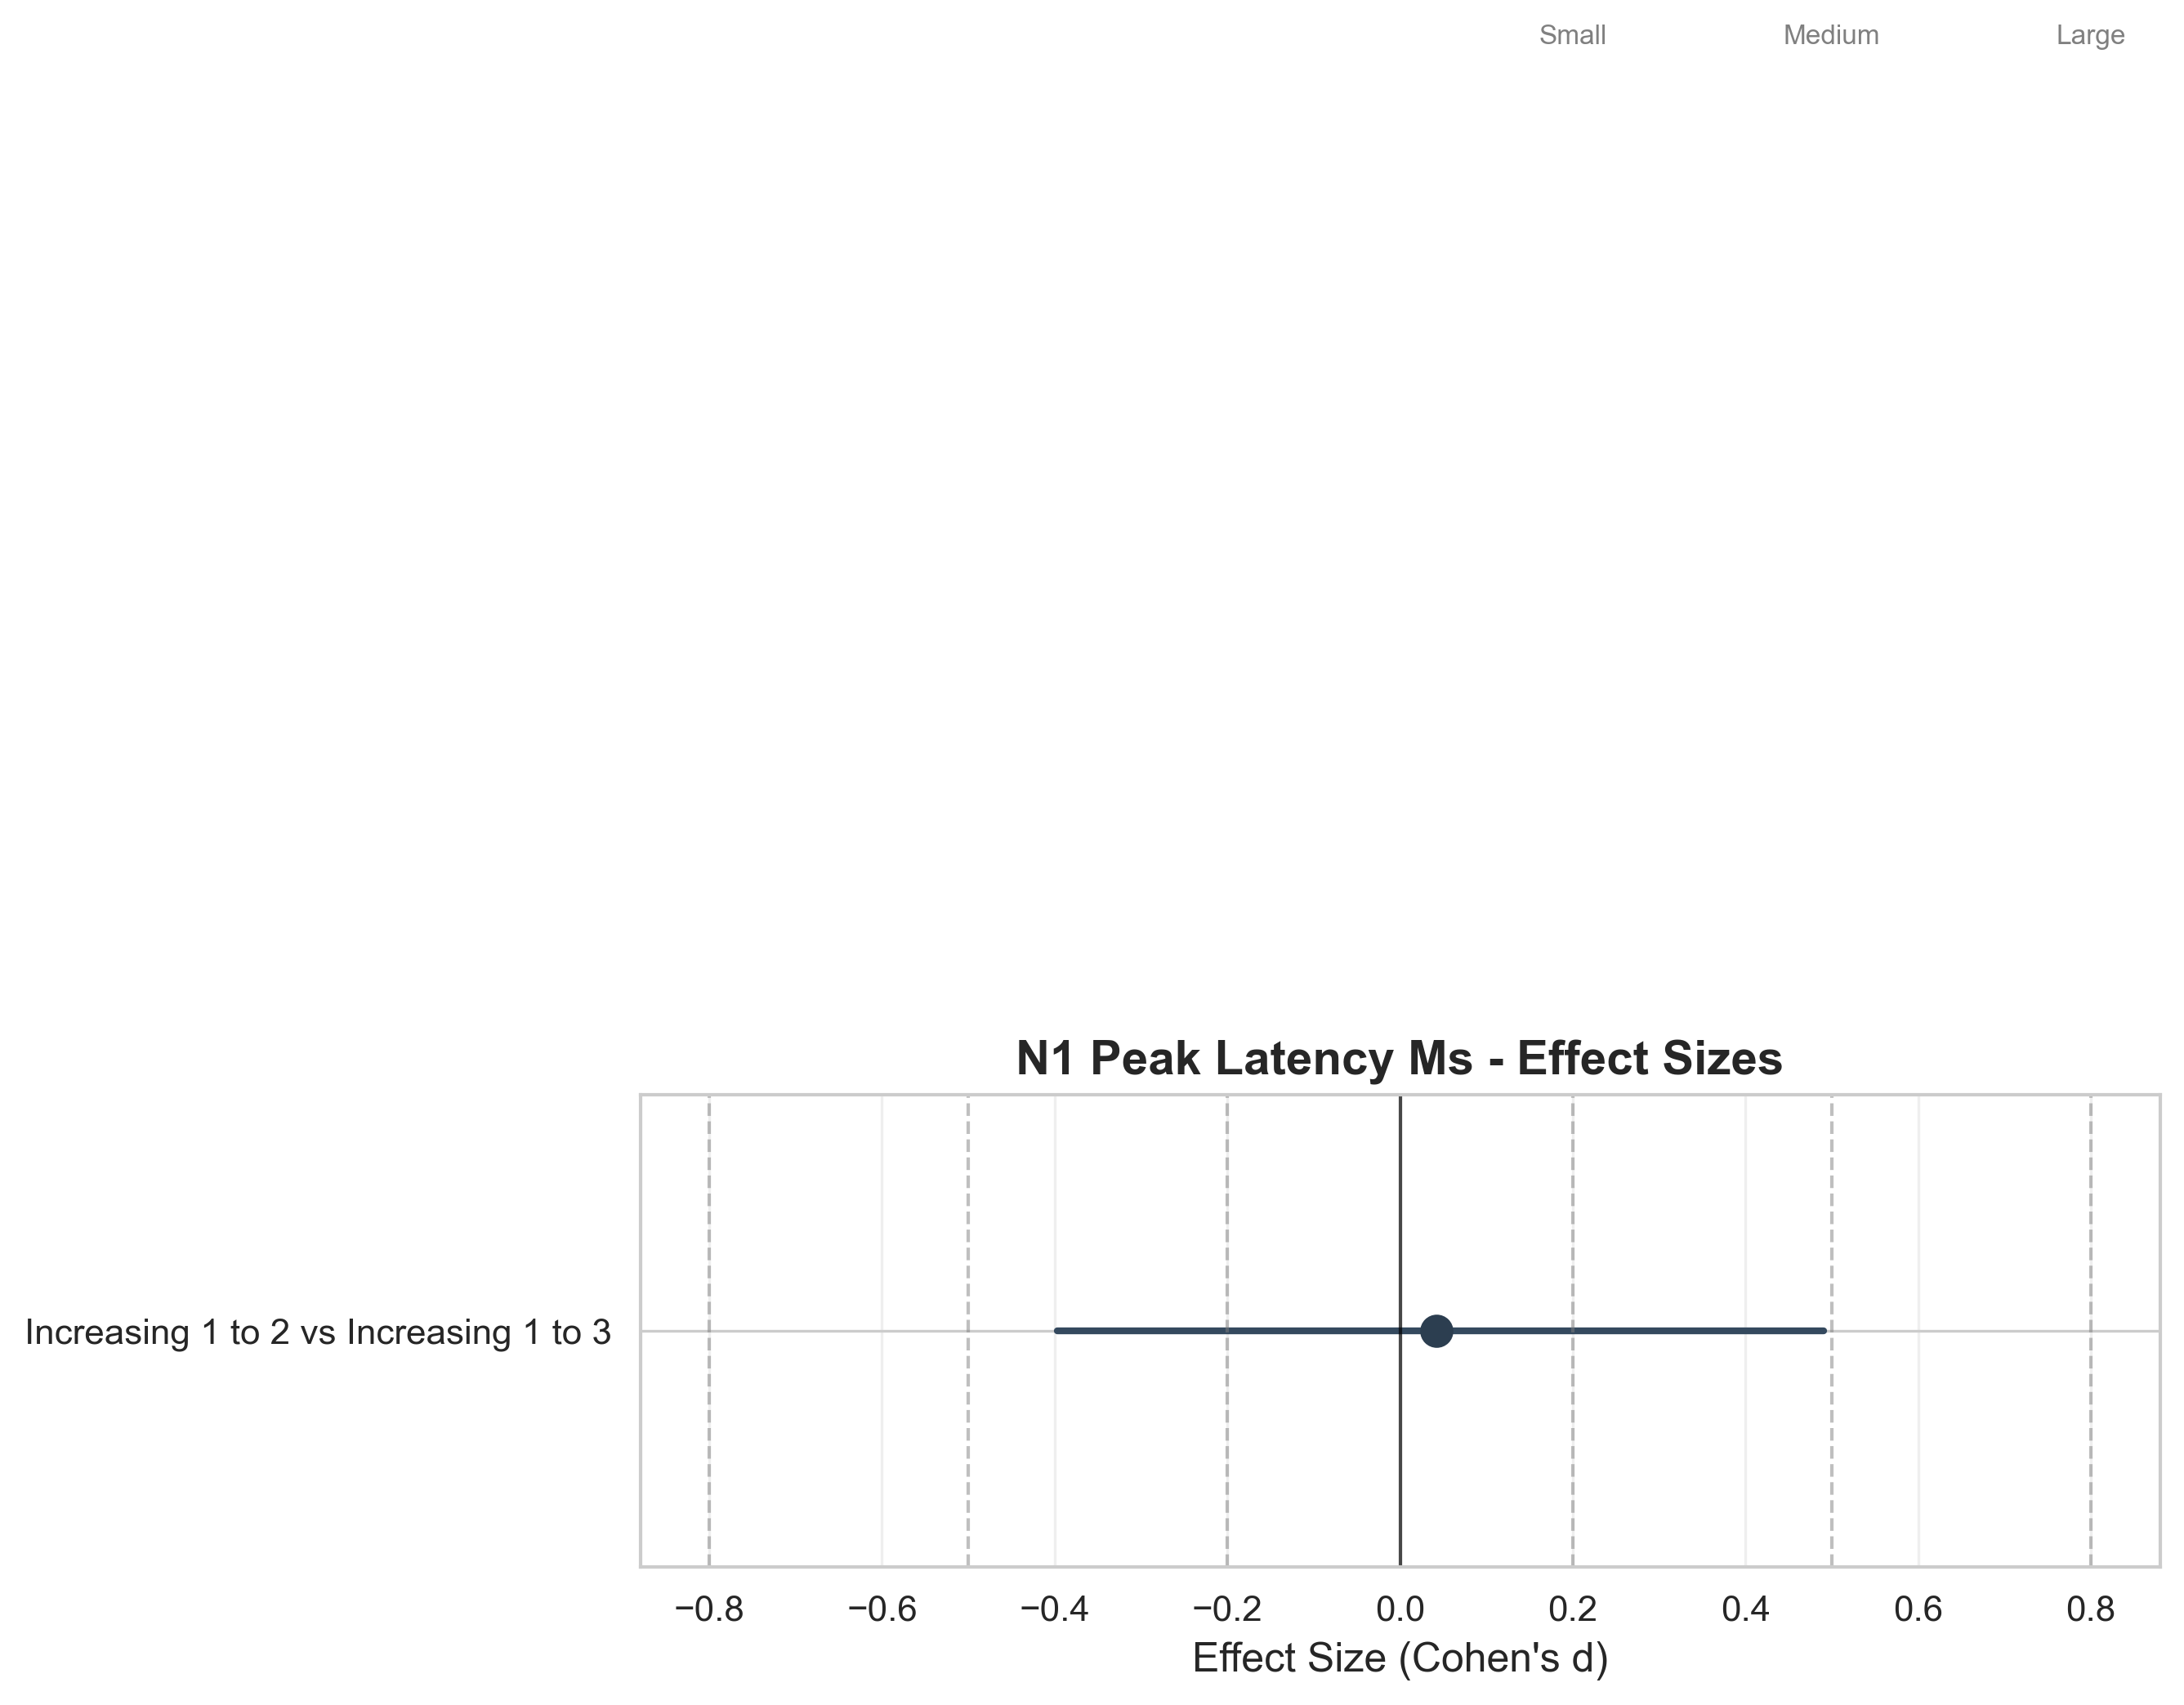 Small Medium Large
N1 Peak Latency Ms - Effect Sizes
Increasing 1 to 2 vs Increasing 1 to 3
−0.8 −0.6 −0.4 −0.2 0.0 0.2 0.4 0.6 0.8
Effect Size (Cohen's d)